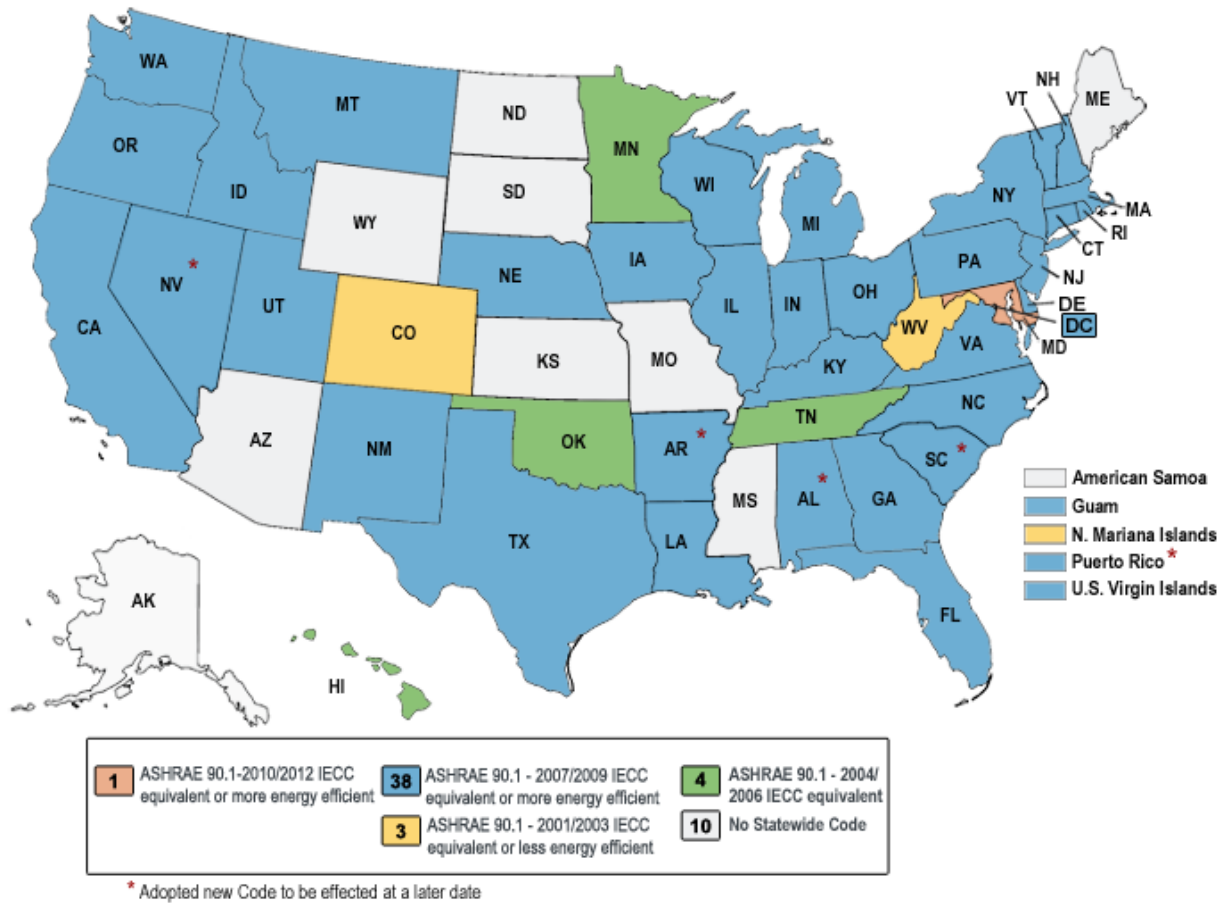 WA
MT
ND
MN
OR
ID
WY
SD
WI
MI
NY
VT
NH
ME
MA
RI
CT
NV *
UT
CO
NE
IA
IL
IN
OH
PA
NJ
DE
DC
MD
CA
KS
MO
KY
WV
VA
AZ
NM
OK
AR *
TN
NC
SC *
TX
LA
MS
AL *
GA
FL
AK
HI
American Samoa
Guam
N. Mariana Islands
Puerto Rico *
U.S. Virgin Islands
1 ASHRAE 90.1-2010/2012 IECC
equivalent or more energy efficient
38 ASHRAE 90.1 - 2007/2009 IECC
equivalent or more energy efficient
4 ASHRAE 90.1 - 2004/
2006 IECC equivalent
3 ASHRAE 90.1 - 2001/2003 IECC
equivalent or less energy efficient
10 No Statewide Code
* Adopted new Code to be effected at a later date